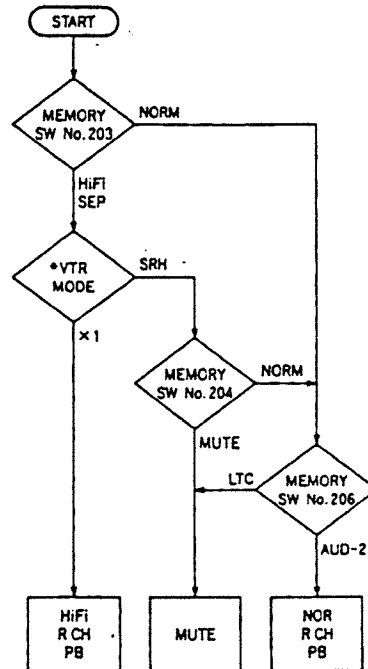 START
MEMORY
SW No.203
NORM
HiFi
SEP
*VTR
MODE
SRH
×1
MEMORY
SW No.204
NORM
MUTE
MEMORY
SW No.206
LTC
AUD-2
HiFi
R CH
PB
MUTE
NOR
R CH
PB